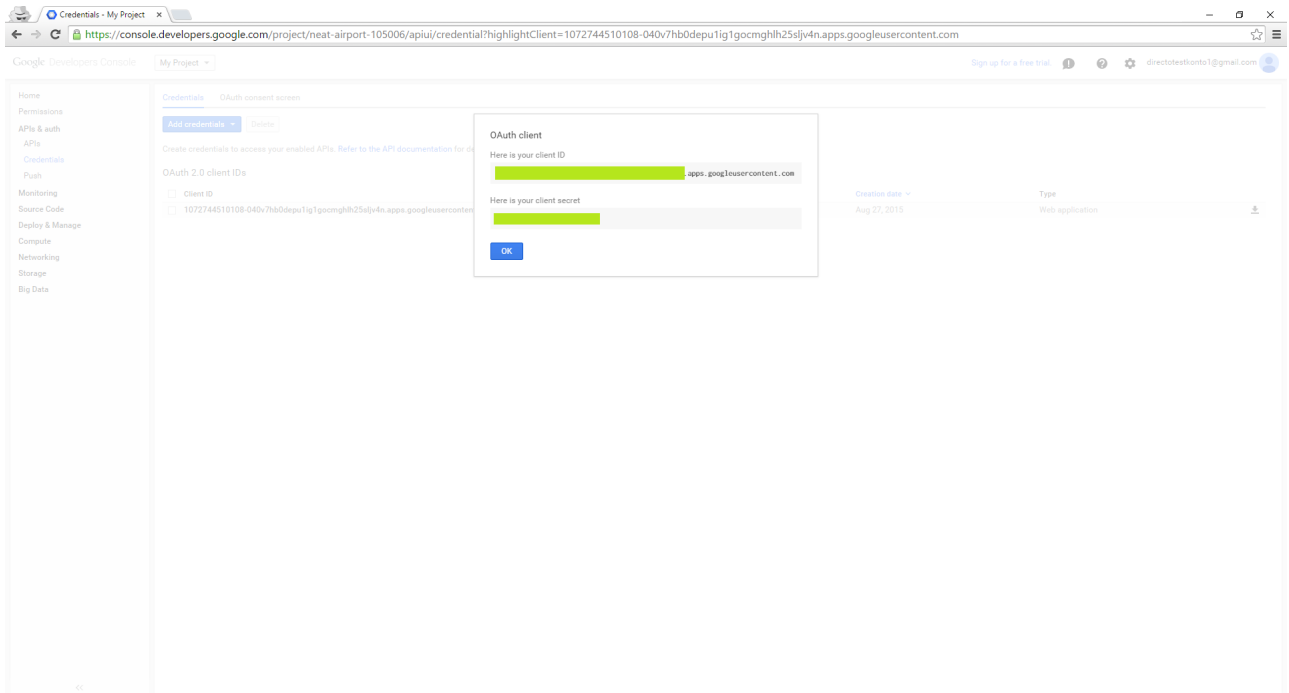 Credentials - My Project
https://console.developers.google.com/project/neat-airport-105006/apiui/credential?highlightClient=1072744510108-040v7hb0depu1ig1gocmghlh25sljv4n.apps.googleusercontent.com
Google Developers Console My Project Sign up for a free trial. directotestkonto1@gmail.com
Home
Permissions
APIs & auth
APIs
Credentials
Push
Monitoring
Source Code
Deploy & Manage
Compute
Networking
Storage
Big Data
Credentials OAuth consent screen
Add credentials Delete
Create credentials to access your enabled APIs. Refer to the API documentation for de
OAuth 2.0 client IDs
Client ID Creation date Type
1072744510108-040v7hb0depu1ig1gocmghlh25sljv4n.apps.googleuserconten Aug 27, 2015 Web application
OAuth client
Here is your client ID
.apps.googleusercontent.com
Here is your client secret
OK